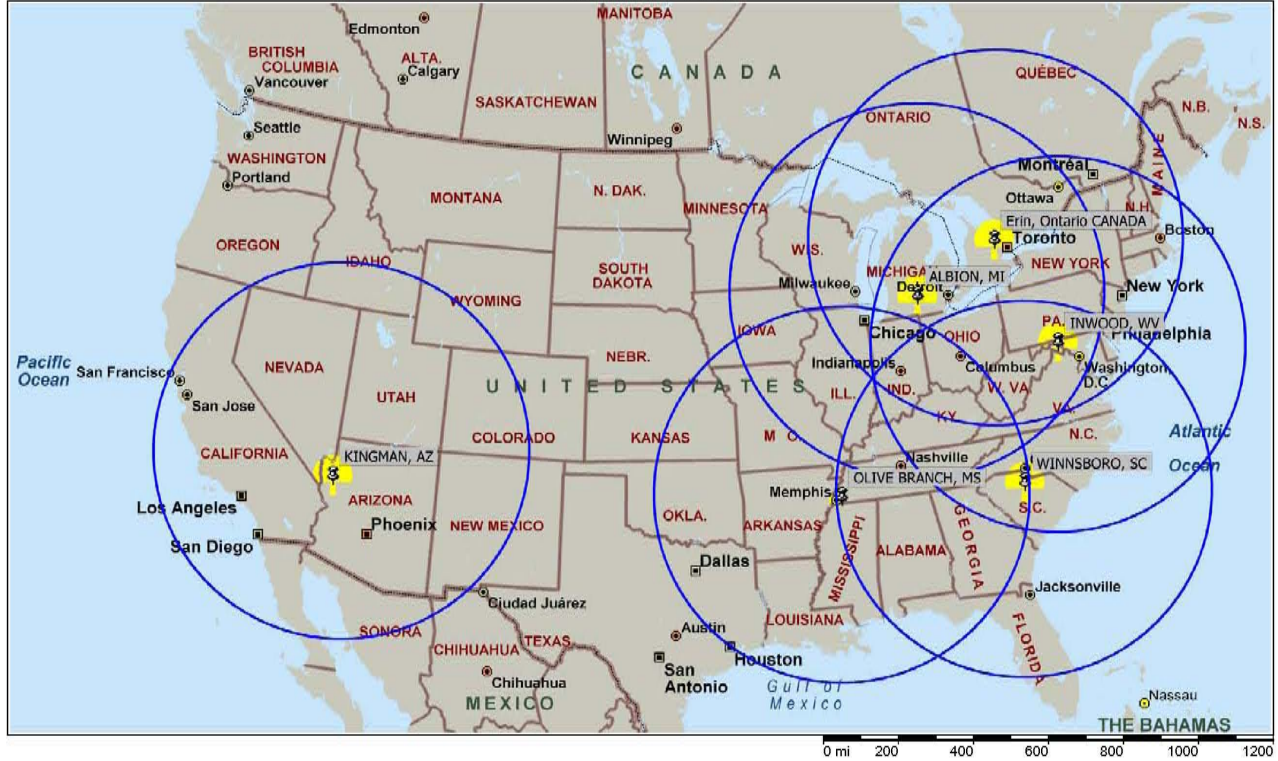 MANITOBA
Edmonton
BRITISH
COLUMBIA
ALTA.
Calgary
CANADA
QUÉBEC
Vancouver
SASKATCHEWAN
N.B.
ONTARIO
N.S.
Seattle
Winnipeg
WASHINGTON
MAINE
Montréal
Portland
N. DAK.
MONTANA
Ottawa
MINNESOTA
N.H.
Erin, Ontario CANADA
Boston
Toronto
OREGON
W.S.
IDAHO
NEW YORK
SOUTH
DAKOTA
MICHIGA
ALBION, MI
Milwaukee
Detroit
New York
WYOMING
PA.
INWOOD, WV
IOWA
Chicago
OHIO
Philadelphia
Pacific
Ocean
NEBR.
Indianapolis
Columbus
Washington,
D.C.
San Francisco
NEVADA
UNITED STATES
ILL.
IND.
W. VA
UTAH
San Jose
VA.
KY
COLORADO
KANSAS
M O.
N.C.
Atlantic
Ocean
CALIFORNIA
KINGMAN, AZ
Nashville
WINNSBORO, SC
OLIVE BRANCH, MS
Memphis
ARIZONA
Los Angeles
S.C.
OKLA.
Phoenix
NEW MEXICO
ARKANSAS
San Diego
GEORGIA
MISSISSIPPI
ALABAMA
Dallas
Jacksonville
Ciudad Juárez
LOUISIANA
SONORA
Austin
TEXAS
CHIHUAHUA
FLORIDA
Houston
San
Antonio
Chihuahua
Gulf of
Mexico
Nassau
MEXICO
THE BAHAMAS
0 mi 200 400 600 800 1000 1200